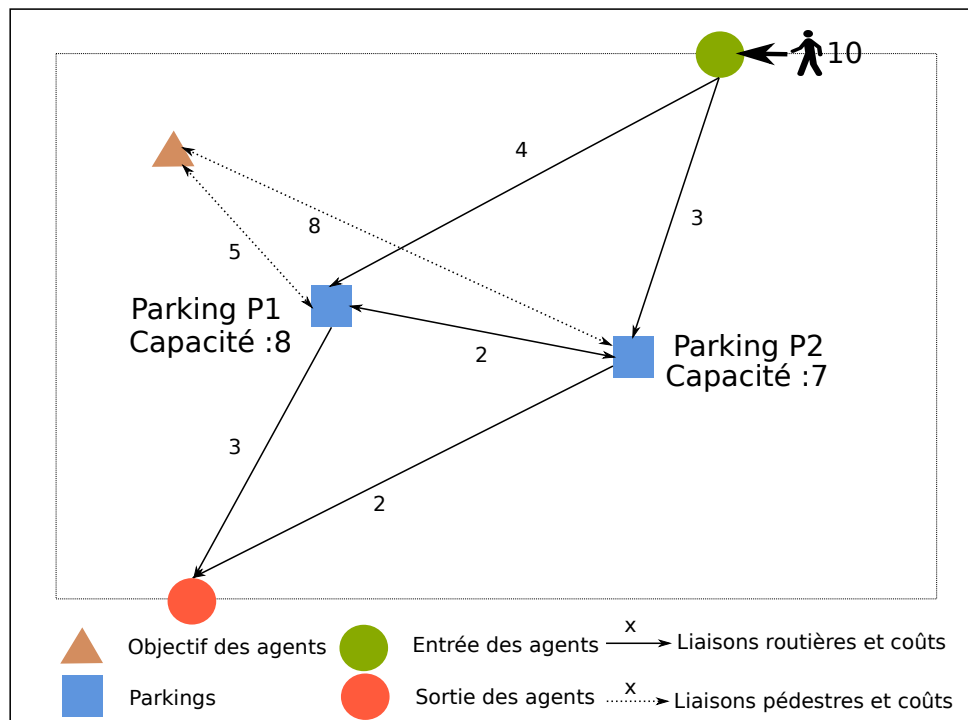 10
4
3
8
5
Parking P1
Capacité :8
2
Parking P2
Capacité :7
3
2
Objectif des agents
Entrée des agents
x
Liaisons routières et coûts
Parkings
Sortie des agents
x
Liaisons pédestres et coûts